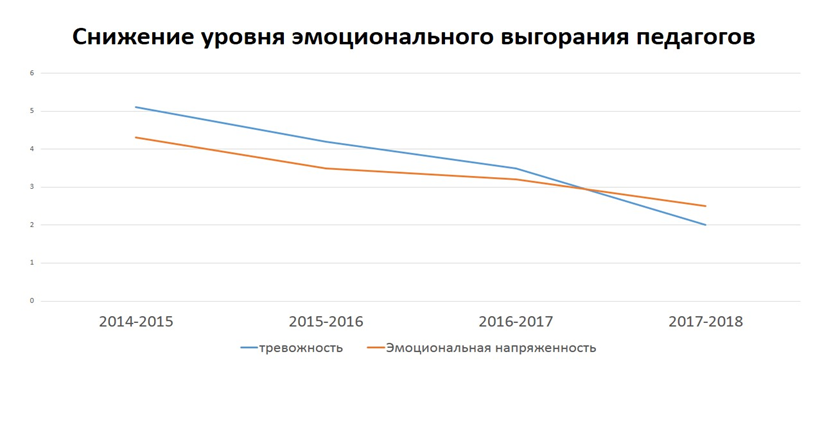 Снижение уровня эмоционального выгорания педагогов
6
5
4
3
2
1
0
2014-2015 2015-2016 2016-2017 2017-2018
тревожность Эмоциональная напряженность